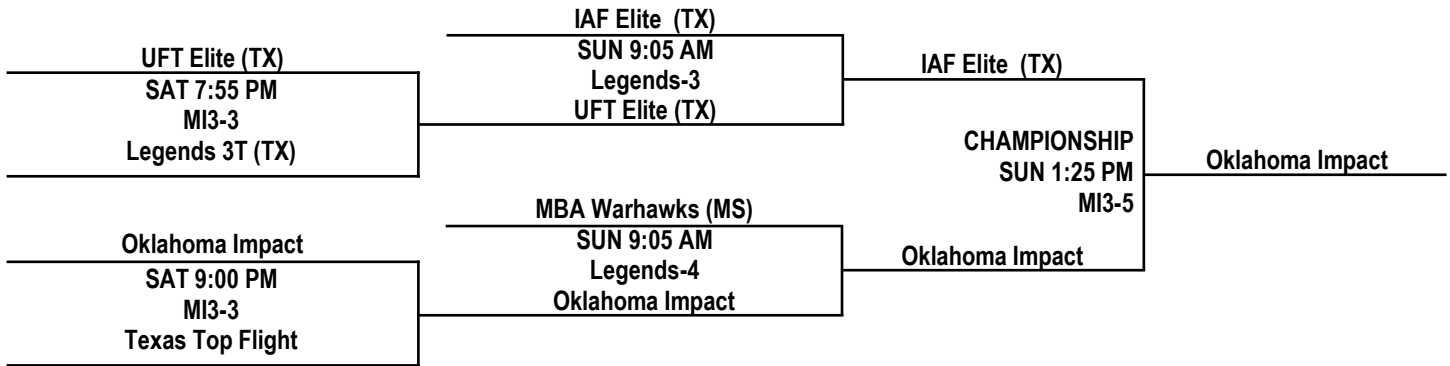 IAF Elite (TX)
UFT Elite (TX)
SUN 9:05 AM
IAF Elite (TX)
SAT 7:55 PM
Legends-3
MI3-3
UFT Elite (TX)
Legends 3T (TX)
CHAMPIONSHIP
SUN 1:25 PM
Oklahoma Impact
MI3-5
MBA Warhawks (MS)
Oklahoma Impact
SUN 9:05 AM
Oklahoma Impact
SAT 9:00 PM
Legends-4
MI3-3
Oklahoma Impact
Texas Top Flight